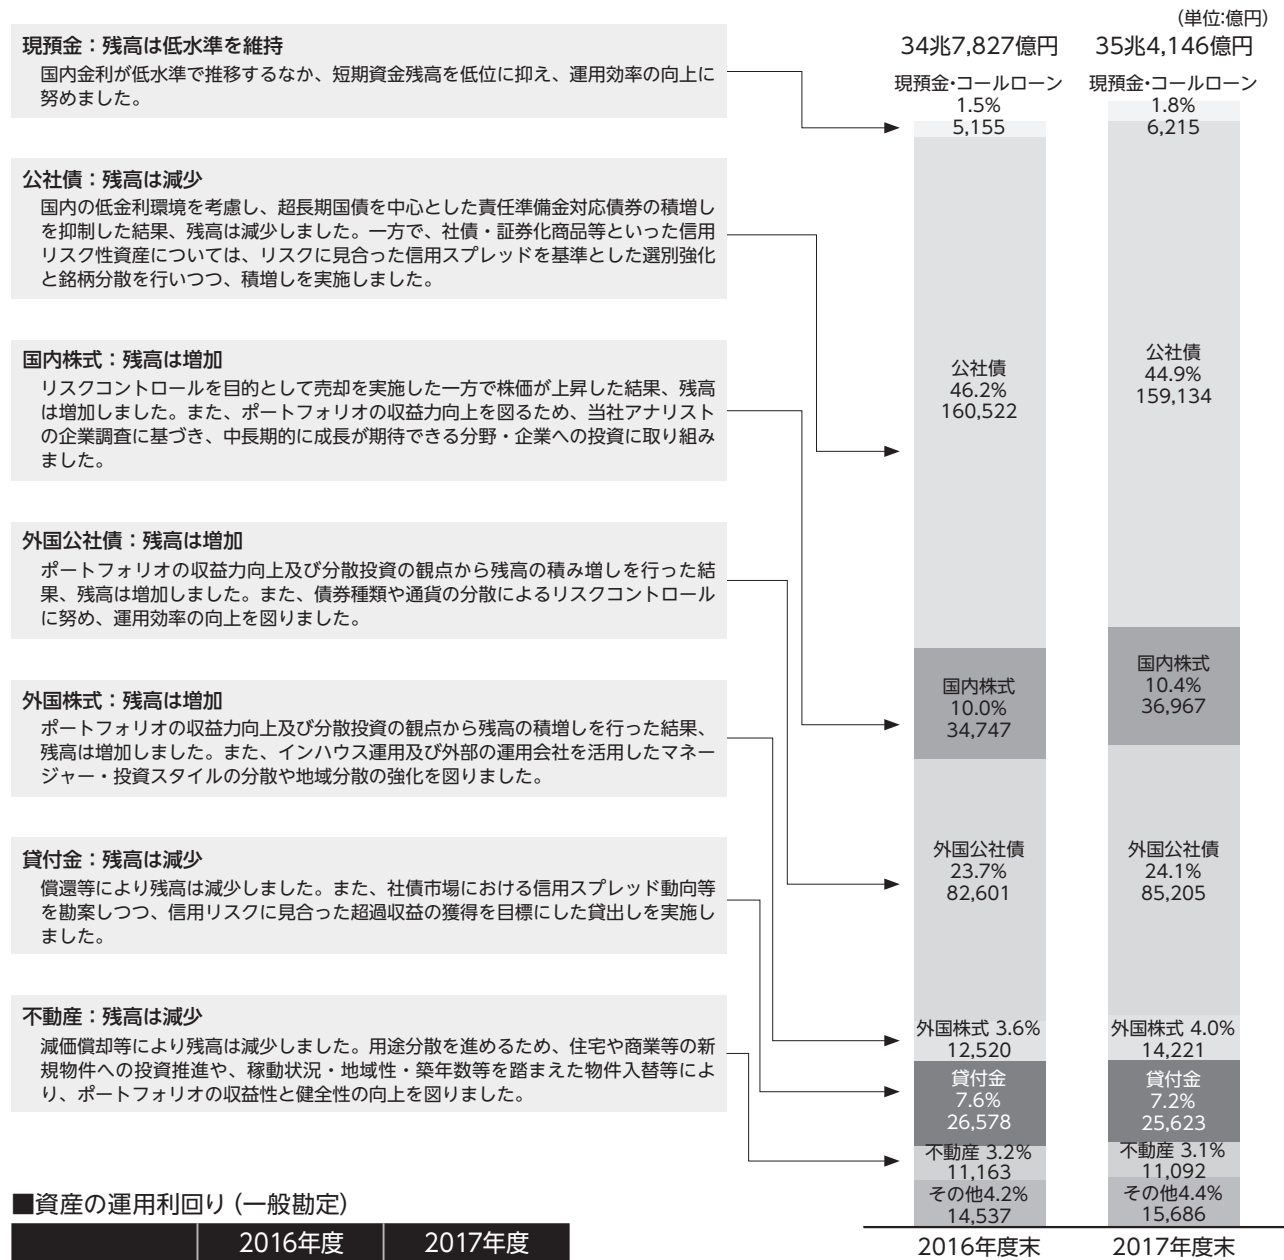 現預金：残高は低水準を維持
国内金利が低水準で推移するなか、短期資金残高を低位に抑え、運用効率の向上に
努めました。
公社債：残高は減少
国内の低金利環境を考慮し、超長期国債を中心とした責任準備金対応債券の積増し
を抑制した結果、残高は減少しました。一方で、社債・証券化商品等といった信用
リスク性資産については、リスクに見合った信用スプレッドを基準とした選別強化
と銘柄分散を行いつつ、積増しを実施しました。
国内株式：残高は増加
リスクコントロールを目的として売却を実施した一方で株価が上昇した結果、残高
は増加しました。また、ポートフォリオの収益力向上を図るため、当社アナリスト
の企業調査に基づき、中長期的に成長が期待できる分野・企業への投資に取り組み
ました。
外国公社債：残高は増加
ポートフォリオの収益力向上及び分散投資の観点から残高の積み増しを行った結
果、残高は増加しました。また、債券種類や通貨の分散によるリスクコントロール
に努め、運用効率の向上を図りました。
外国株式：残高は増加
ポートフォリオの収益力向上及び分散投資の観点から残高の積増しを行った結果、
残高は増加しました。また、インハウス運用及び外部の運用会社を活用したマネー
ジャー・投資スタイルの分散や地域分散の強化を図りました。
貸付金：残高は減少
償還等により残高は減少しました。また、社債市場における信用スプレッド動向等
を勘案しつつ、信用リスクに見合った超過収益の獲得を目標にした貸出しを実施し
ました。
不動産：残高は減少
減価償却等により残高は減少しました。用途分散を進めるため、住宅や商業等の新
規物件への投資推進や、稼動状況・地域性・築年数等を踏まえた物件入替等によ
り、ポートフォリオの収益性と健全性の向上を図りました。
■資産の運用利回り（一般勘定）
2016年度 2017年度
（単位:億円）
34兆7,827億円 35兆4,146億円
現預金・コールローン
1.5%
5,155
公社債
46.2%
160,522
国内株式
10.0%
34,747
外国公社債
23.7%
82,601
外国株式 3.6%
12,520
貸付金
7.6%
26,578
不動産 3.2%
11,163
その他4.2%
14,537
2016年度末
現預金・コールローン
1.8%
6,215
公社債
44.9%
159,134
国内株式
10.4%
36,967
外国公社債
24.1%
85,205
外国株式 4.0%
14,221
貸付金
7.2%
25,623
不動産 3.1%
11,092
その他4.4%
15,686
2017年度末